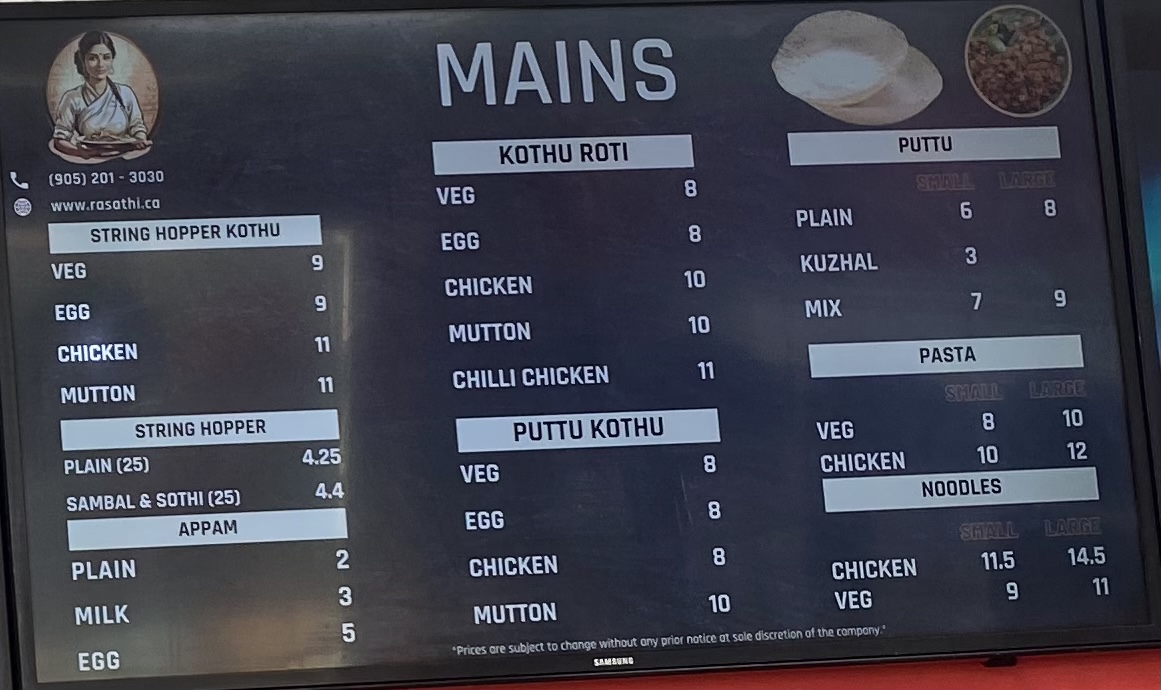 MAINS
(905) 201 - 3030
www.rasathi.ca
STRING HOPPER KOTHU
VEG 9
EGG 9
CHICKEN 11
MUTTON 11
STRING HOPPER
PLAIN (25) 4.25
SAMBAL & SOTHI (25) 4.4
APPAM
PLAIN 2
MILK 3
EGG 5
KOTHU ROTI
VEG 8
EGG 8
CHICKEN 10
MUTTON 10
CHILLI CHICKEN 11
PUTTU KOTHU
VEG 8
EGG 8
CHICKEN 8
MUTTON 10
PUTTU
SMALL LARGE
PLAIN 6 8
KUZHAL 3
MIX 7 9
PASTA
SMALL LARGE
VEG 8 10
CHICKEN 10 12
NOODLES
SMALL LARGE
CHICKEN 11.5 14.5
VEG 9 11
"Prices are subject to change without any prior notice at sole discretion of the company."
SAMSUNG